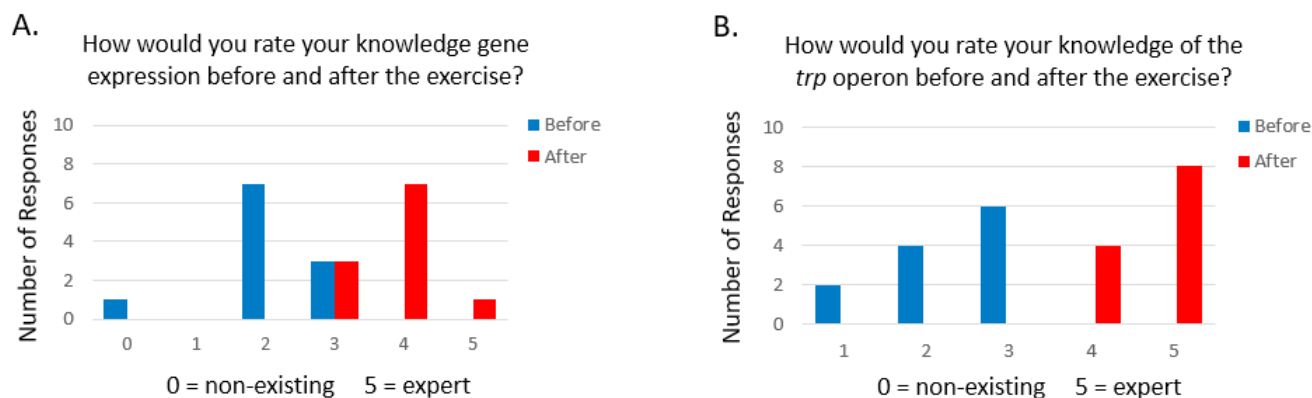 A.
How would you rate your knowledge gene
expression before and after the exercise?
Number of Responses
10
8
6
4
2
0
Before
After
0 1 2 3 4 5
0 = non-existing 5 = expert
B.
How would you rate your knowledge of the
trp operon before and after the exercise?
Number of Responses
10
8
6
4
2
0
Before
After
1 2 3 4 5
0 = non-existing 5 = expert